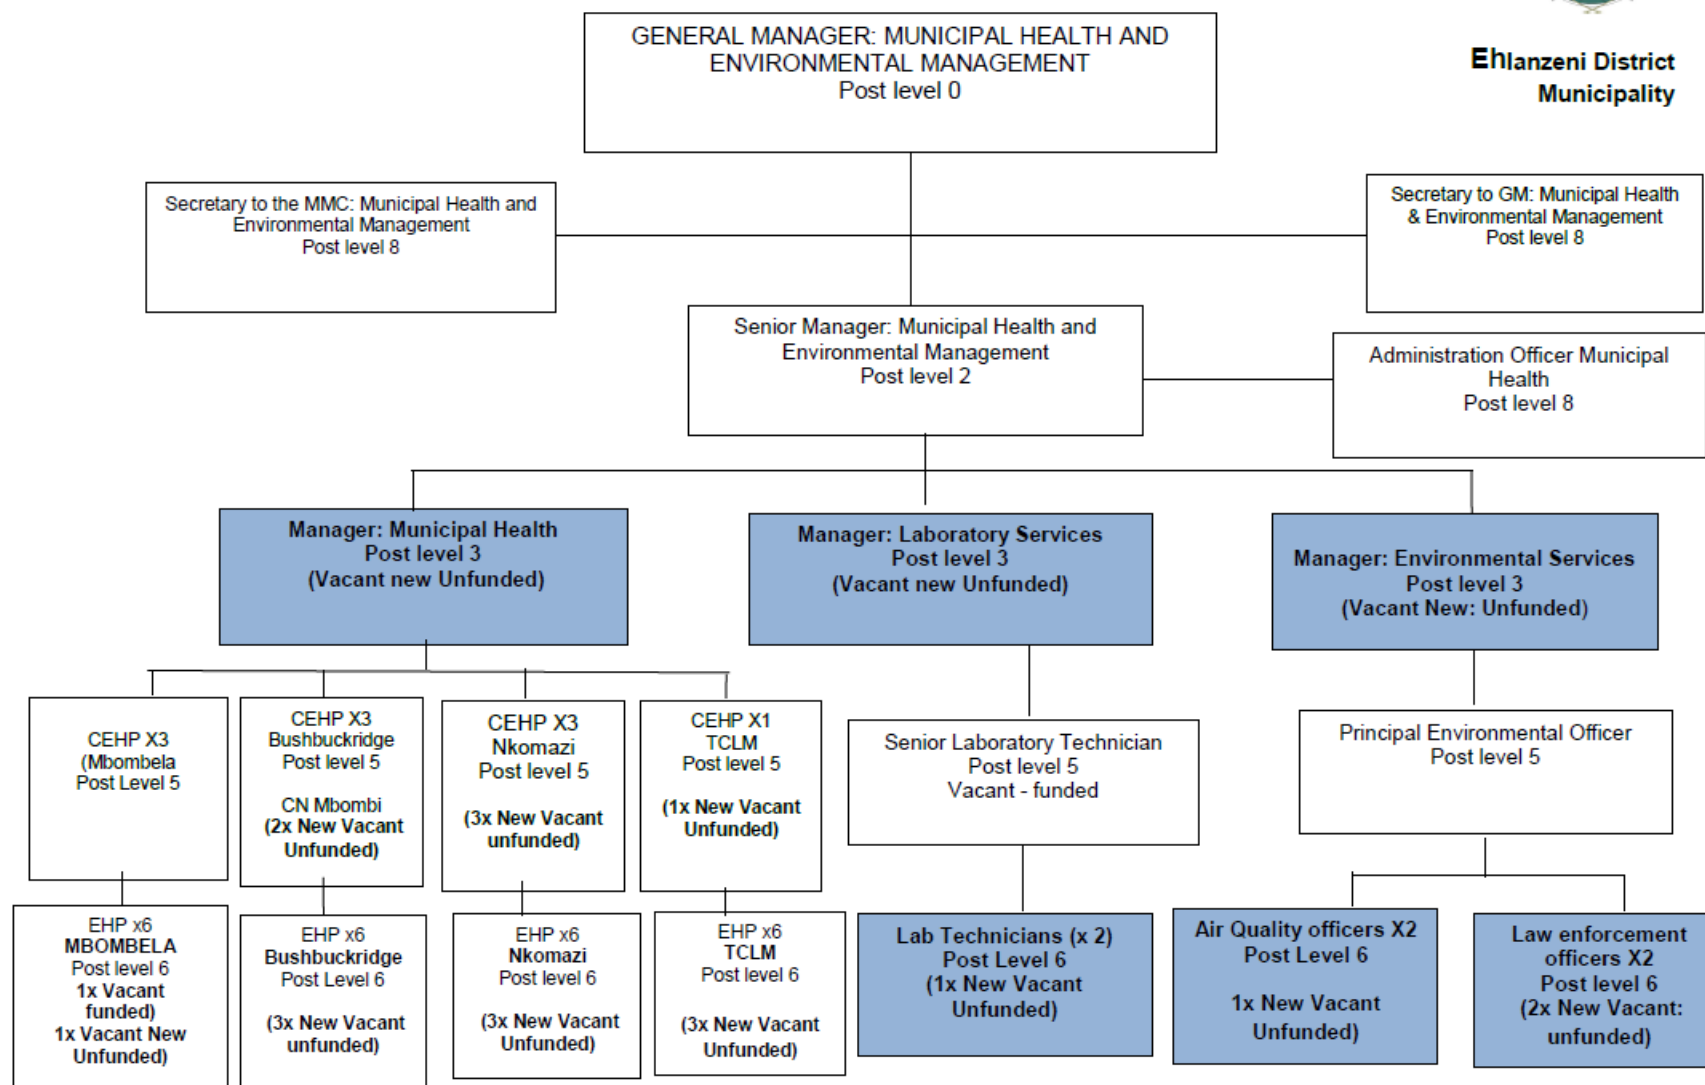 GENERAL MANAGER: MUNICIPAL HEALTH AND
ENVIRONMENTAL MANAGEMENT
Post level 0
Ehlanzeni District
Municipality
Secretary to the MMC: Municipal Health and
Environmental Management
Post level 8
Secretary to GM: Municipal Health
& Environmental Management
Post level 8
Senior Manager: Municipal Health and
Environmental Management
Post level 2
Administration Officer Municipal
Health
Post level 8
Manager: Municipal Health
Post level 3
(Vacant new Unfunded)
Manager: Laboratory Services
Post level 3
(Vacant new Unfunded)
Manager: Environmental Services
Post level 3
(Vacant New: Unfunded)
CEHP X3
(Mbombela
Post Level 5
CEHP X3
Bushbuckridge
Post level 5
CN Mbombi
(2x New Vacant
Unfunded)
CEHP X3
Nkomazi
Post level 5
(3x New Vacant
unfunded)
CEHP X1
TCLM
Post level 5
(1x New Vacant
Unfunded)
Senior Laboratory Technician
Post level 5
Vacant - funded
Principal Environmental Officer
Post level 5
EHP x6
MBOMBELA
Post level 6
1x Vacant
funded)
1x Vacant New
Unfunded)
EHP x6
Bushbuckridge
Post Level 6
(3x New Vacant
unfunded)
EHP x6
Nkomazi
Post level 6
(3x New Vacant
Unfunded)
EHP x6
TCLM
Post level 6
(3x New Vacant
Unfunded)
Lab Technicians (x 2)
Post Level 6
(1x New Vacant
Unfunded)
Air Quality officers X2
Post Level 6
1x New Vacant
Unfunded)
Law enforcement
officers X2
Post level 6
(2x New Vacant:
unfunded)